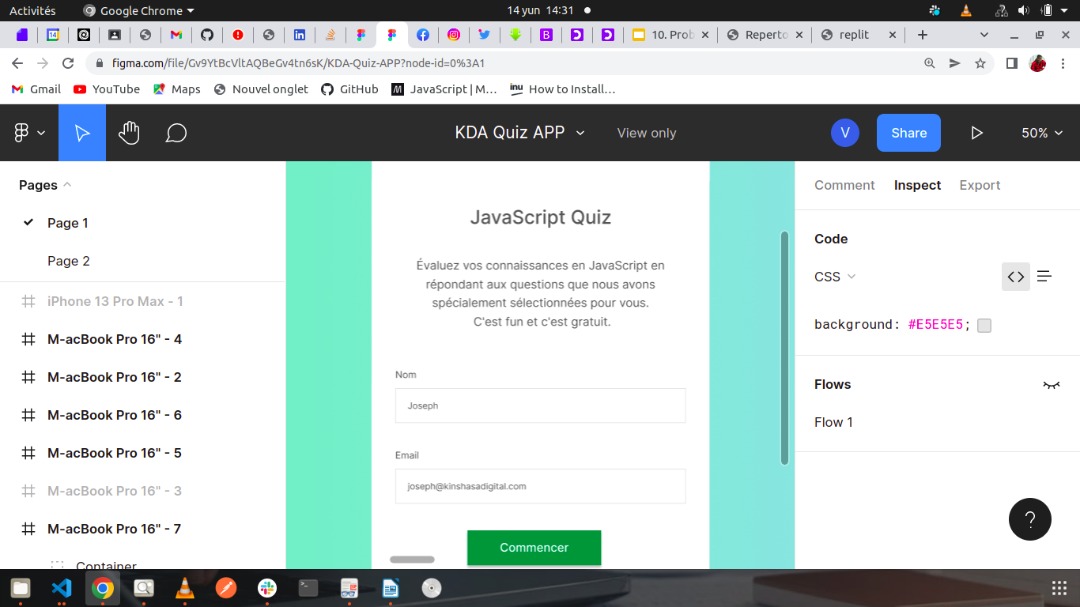 Activités
Google Chrome
14 yun 14:31
10. Prob
Reperto
replit
figma.com/file/Gv9YtBcVltAQBeGv4tn6sK/KDA-Quiz-APP?node-id=0%3A1
Gmail
YouTube
Maps
Nouvel onglet
GitHub
JavaScript | M...
How to Install...
KDA Quiz APP
View only
V
Share
50%
Pages
Page 1
Page 2
iPhone 13 Pro Max - 1
M-acBook Pro 16" - 4
M-acBook Pro 16" - 2
M-acBook Pro 16" - 6
M-acBook Pro 16" - 5
M-acBook Pro 16" - 3
M-acBook Pro 16" - 7
Container
JavaScript Quiz
Évaluez vos connaissances en JavaScript en
répondant aux questions que nous avons
spécialement sélectionnées pour vous.
C'est fun et c'est gratuit.
Nom
Joseph
Email
joseph@kinshasadigital.com
Commencer
Comment
Inspect
Export
Code
CSS
background: #E5E5E5;
Flows
Flow 1
?